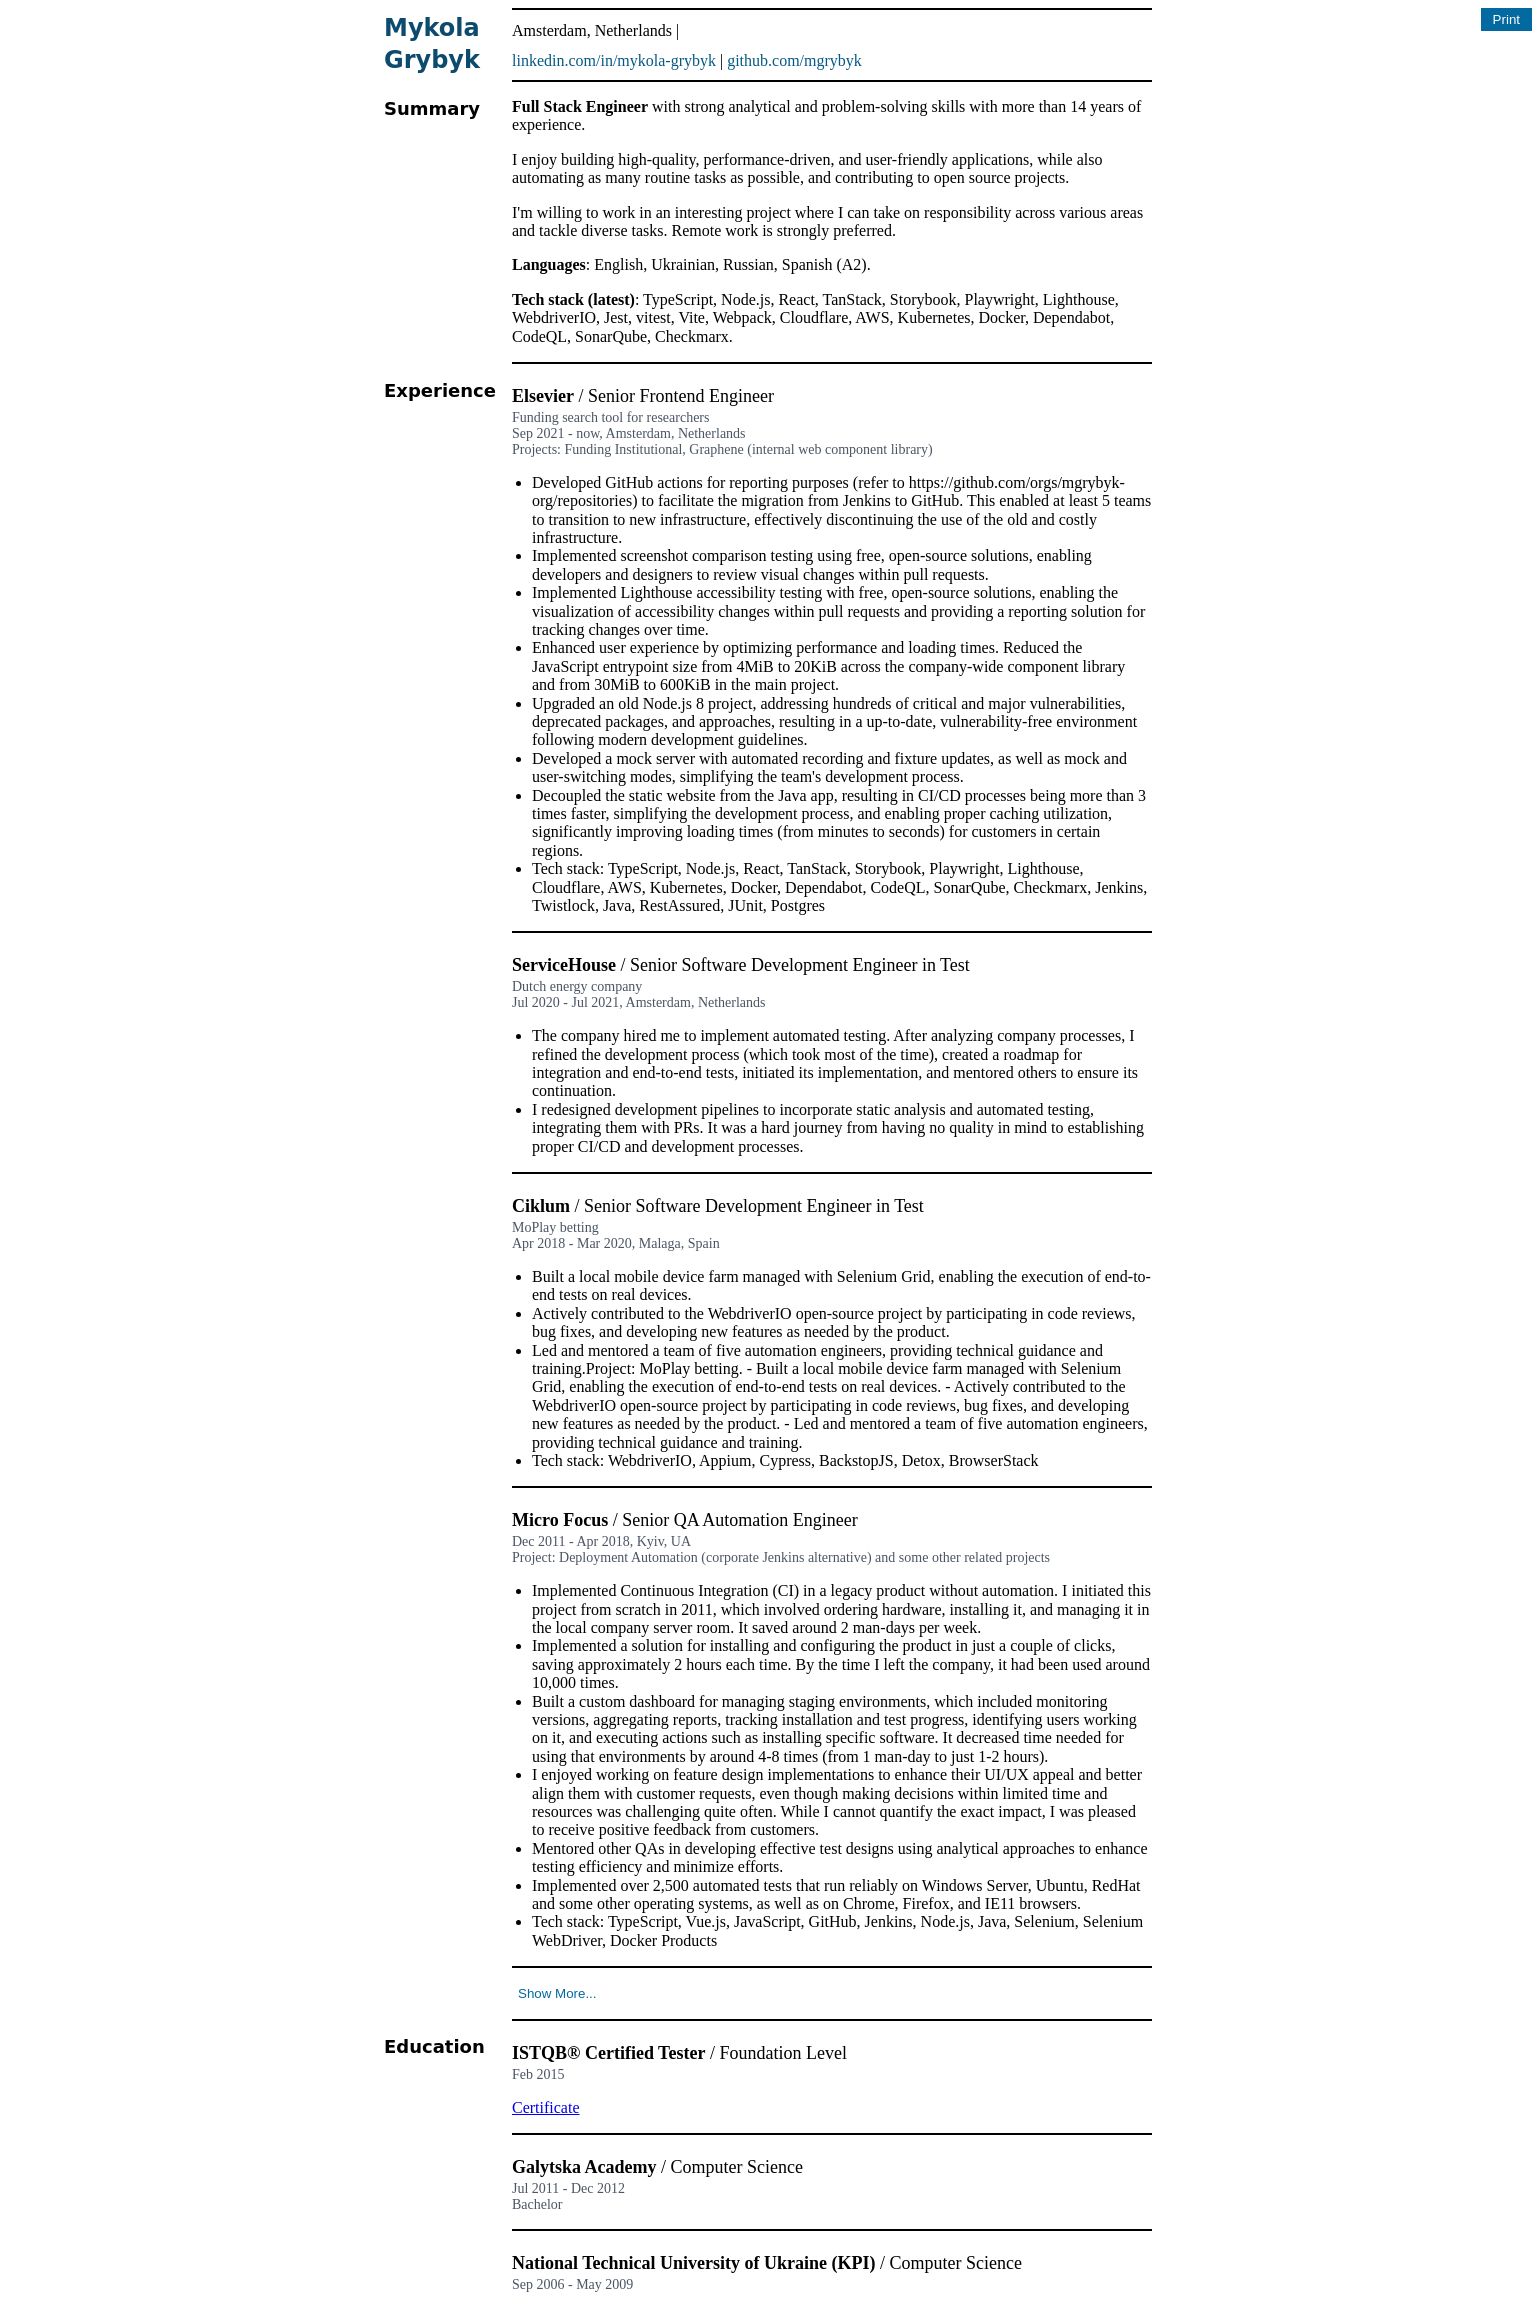 Print
Mykola
Grybyk
Amsterdam, Netherlands |
linkedin.com/in/mykola-grybyk | github.com/mgrybyk
Summary
Full Stack Engineer with strong analytical and problem-solving skills with more than 14 years of
experience.
I enjoy building high-quality, performance-driven, and user-friendly applications, while also
automating as many routine tasks as possible, and contributing to open source projects.
I'm willing to work in an interesting project where I can take on responsibility across various areas
and tackle diverse tasks. Remote work is strongly preferred.
Languages: English, Ukrainian, Russian, Spanish (A2).
Tech stack (latest): TypeScript, Node.js, React, TanStack, Storybook, Playwright, Lighthouse,
WebdriverIO, Jest, vitest, Vite, Webpack, Cloudflare, AWS, Kubernetes, Docker, Dependabot,
CodeQL, SonarQube, Checkmarx.
Experience
Elsevier / Senior Frontend Engineer
Funding search tool for researchers
Sep 2021 - now, Amsterdam, Netherlands
Projects: Funding Institutional, Graphene (internal web component library)
• Developed GitHub actions for reporting purposes (refer to https://github.com/orgs/mgrybyk-
org/repositories) to facilitate the migration from Jenkins to GitHub. This enabled at least 5 teams
to transition to new infrastructure, effectively discontinuing the use of the old and costly
infrastructure.
• Implemented screenshot comparison testing using free, open-source solutions, enabling
developers and designers to review visual changes within pull requests.
• Implemented Lighthouse accessibility testing with free, open-source solutions, enabling the
visualization of accessibility changes within pull requests and providing a reporting solution for
tracking changes over time.
• Enhanced user experience by optimizing performance and loading times. Reduced the
JavaScript entrypoint size from 4MiB to 20KiB across the company-wide component library
and from 30MiB to 600KiB in the main project.
• Upgraded an old Node.js 8 project, addressing hundreds of critical and major vulnerabilities,
deprecated packages, and approaches, resulting in a up-to-date, vulnerability-free environment
following modern development guidelines.
• Developed a mock server with automated recording and fixture updates, as well as mock and
user-switching modes, simplifying the team's development process.
• Decoupled the static website from the Java app, resulting in CI/CD processes being more than 3
times faster, simplifying the development process, and enabling proper caching utilization,
significantly improving loading times (from minutes to seconds) for customers in certain
regions.
• Tech stack: TypeScript, Node.js, React, TanStack, Storybook, Playwright, Lighthouse,
Cloudflare, AWS, Kubernetes, Docker, Dependabot, CodeQL, SonarQube, Checkmarx, Jenkins,
Twistlock, Java, RestAssured, JUnit, Postgres
ServiceHouse / Senior Software Development Engineer in Test
Dutch energy company
Jul 2020 - Jul 2021, Amsterdam, Netherlands
• The company hired me to implement automated testing. After analyzing company processes, I
refined the development process (which took most of the time), created a roadmap for
integration and end-to-end tests, initiated its implementation, and mentored others to ensure its
continuation.
• I redesigned development pipelines to incorporate static analysis and automated testing,
integrating them with PRs. It was a hard journey from having no quality in mind to establishing
proper CI/CD and development processes.
Ciklum / Senior Software Development Engineer in Test
MoPlay betting
Apr 2018 - Mar 2020, Malaga, Spain
• Built a local mobile device farm managed with Selenium Grid, enabling the execution of end-to-
end tests on real devices.
• Actively contributed to the WebdriverIO open-source project by participating in code reviews,
bug fixes, and developing new features as needed by the product.
• Led and mentored a team of five automation engineers, providing technical guidance and
training.Project: MoPlay betting. - Built a local mobile device farm managed with Selenium
Grid, enabling the execution of end-to-end tests on real devices. - Actively contributed to the
WebdriverIO open-source project by participating in code reviews, bug fixes, and developing
new features as needed by the product. - Led and mentored a team of five automation engineers,
providing technical guidance and training.
• Tech stack: WebdriverIO, Appium, Cypress, BackstopJS, Detox, BrowserStack
Micro Focus / Senior QA Automation Engineer
Dec 2011 - Apr 2018, Kyiv, UA
Project: Deployment Automation (corporate Jenkins alternative) and some other related projects
• Implemented Continuous Integration (CI) in a legacy product without automation. I initiated this
project from scratch in 2011, which involved ordering hardware, installing it, and managing it in
the local company server room. It saved around 2 man-days per week.
• Implemented a solution for installing and configuring the product in just a couple of clicks,
saving approximately 2 hours each time. By the time I left the company, it had been used around
10,000 times.
• Built a custom dashboard for managing staging environments, which included monitoring
versions, aggregating reports, tracking installation and test progress, identifying users working
on it, and executing actions such as installing specific software. It decreased time needed for
using that environments by around 4-8 times (from 1 man-day to just 1-2 hours).
• I enjoyed working on feature design implementations to enhance their UI/UX appeal and better
align them with customer requests, even though making decisions within limited time and
resources was challenging quite often. While I cannot quantify the exact impact, I was pleased
to receive positive feedback from customers.
• Mentored other QAs in developing effective test designs using analytical approaches to enhance
testing efficiency and minimize efforts.
• Implemented over 2,500 automated tests that run reliably on Windows Server, Ubuntu, RedHat
and some other operating systems, as well as on Chrome, Firefox, and IE11 browsers.
• Tech stack: TypeScript, Vue.js, JavaScript, GitHub, Jenkins, Node.js, Java, Selenium, Selenium
WebDriver, Docker Products
Show More...
Education
ISTQB® Certified Tester / Foundation Level
Feb 2015
Certificate
Galytska Academy / Computer Science
Jul 2011 - Dec 2012
Bachelor
National Technical University of Ukraine (KPI) / Computer Science
Sep 2006 - May 2009